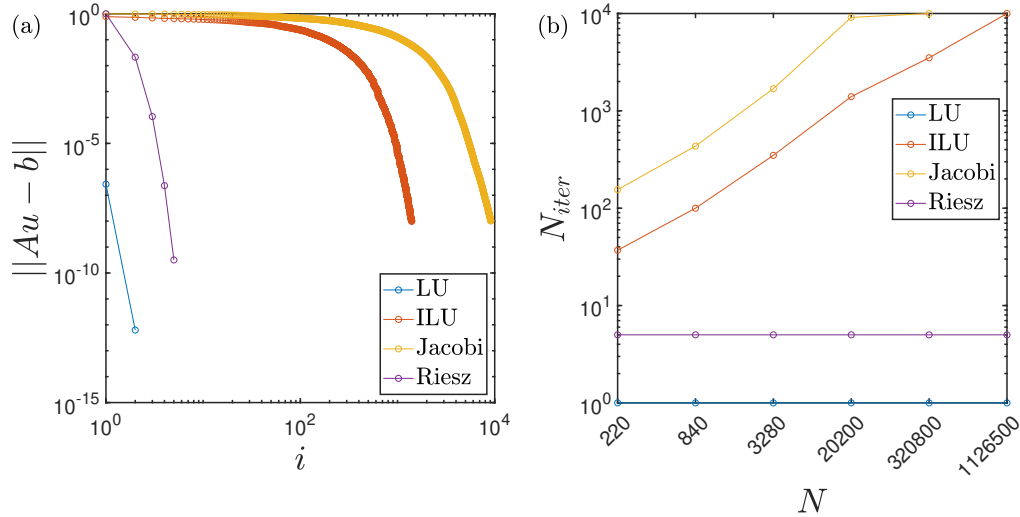 (a)
10^0
10^-5
10^-10
10^-15
||Au − b||
10^0
10^2
10^4
i
LU
ILU
Jacobi
Riesz
(b)
10^4
10^3
10^2
10^1
10^0
N_iter
220
840
3280
20200
320800
1126500
N
LU
ILU
Jacobi
Riesz